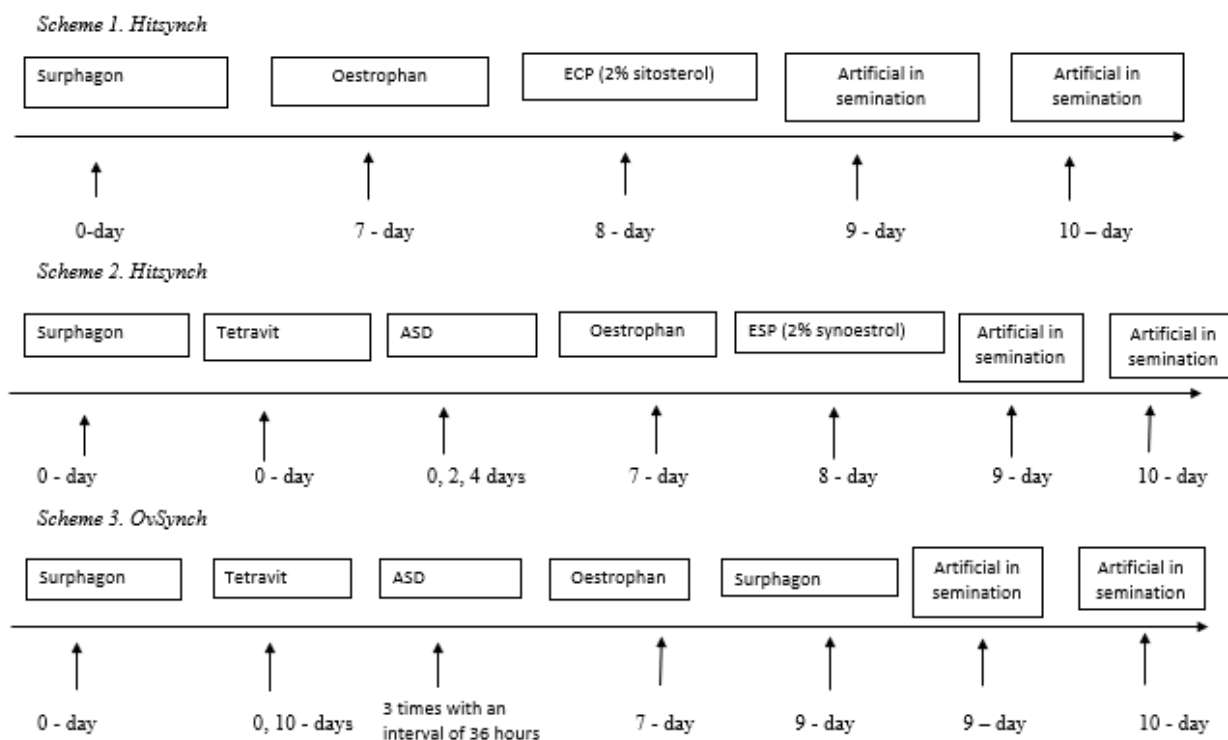 Scheme 1. Hitsynch
Surphagon
Oestrophan
ECP (2% sitosterol)
Artificial in
semination
Artificial in
semination
0-day
7 - day
8 - day
9 - day
10 – day
Scheme 2. Hitsynch
Surphagon
Tetravit
ASD
Oestrophan
ESP (2% synoestrol)
Artificial in
semination
Artificial in
semination
0 - day
0 - day
0, 2, 4 days
7 - day
8 - day
9 - day
10 - day
Scheme 3. OvSynch
Surphagon
Tetravit
ASD
Oestrophan
Surphagon
Artificial in
semination
Artificial in
semination
0 - day
0, 10 - days
3 times with an
interval of 36 hours
7 - day
9 - day
9 – day
10 - day